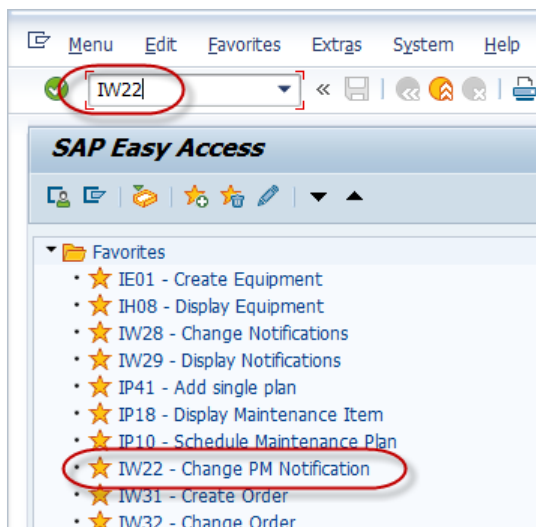 Menu Edit Favorites Extras System Help
IW22
SAP Easy Access
Favorites
IE01 - Create Equipment
IH08 - Display Equipment
IW28 - Change Notifications
IW29 - Display Notifications
IP41 - Add single plan
IP18 - Display Maintenance Item
IP10 - Schedule Maintenance Plan
IW22 - Change PM Notification
IW31 - Create Order
IW32 - Change Order